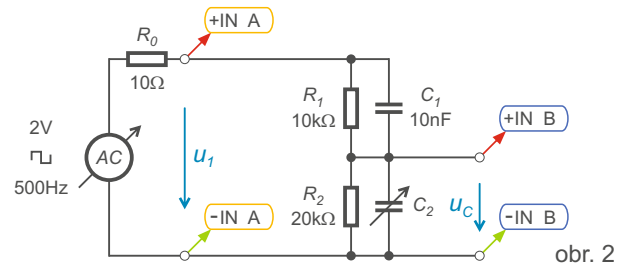 +IN A
R0
10Ω
2V
AC
500Hz
u1
R1
10kΩ
C1
10nF
+IN B
R2
20kΩ
C2
uC
-IN A
-IN B
obr. 2